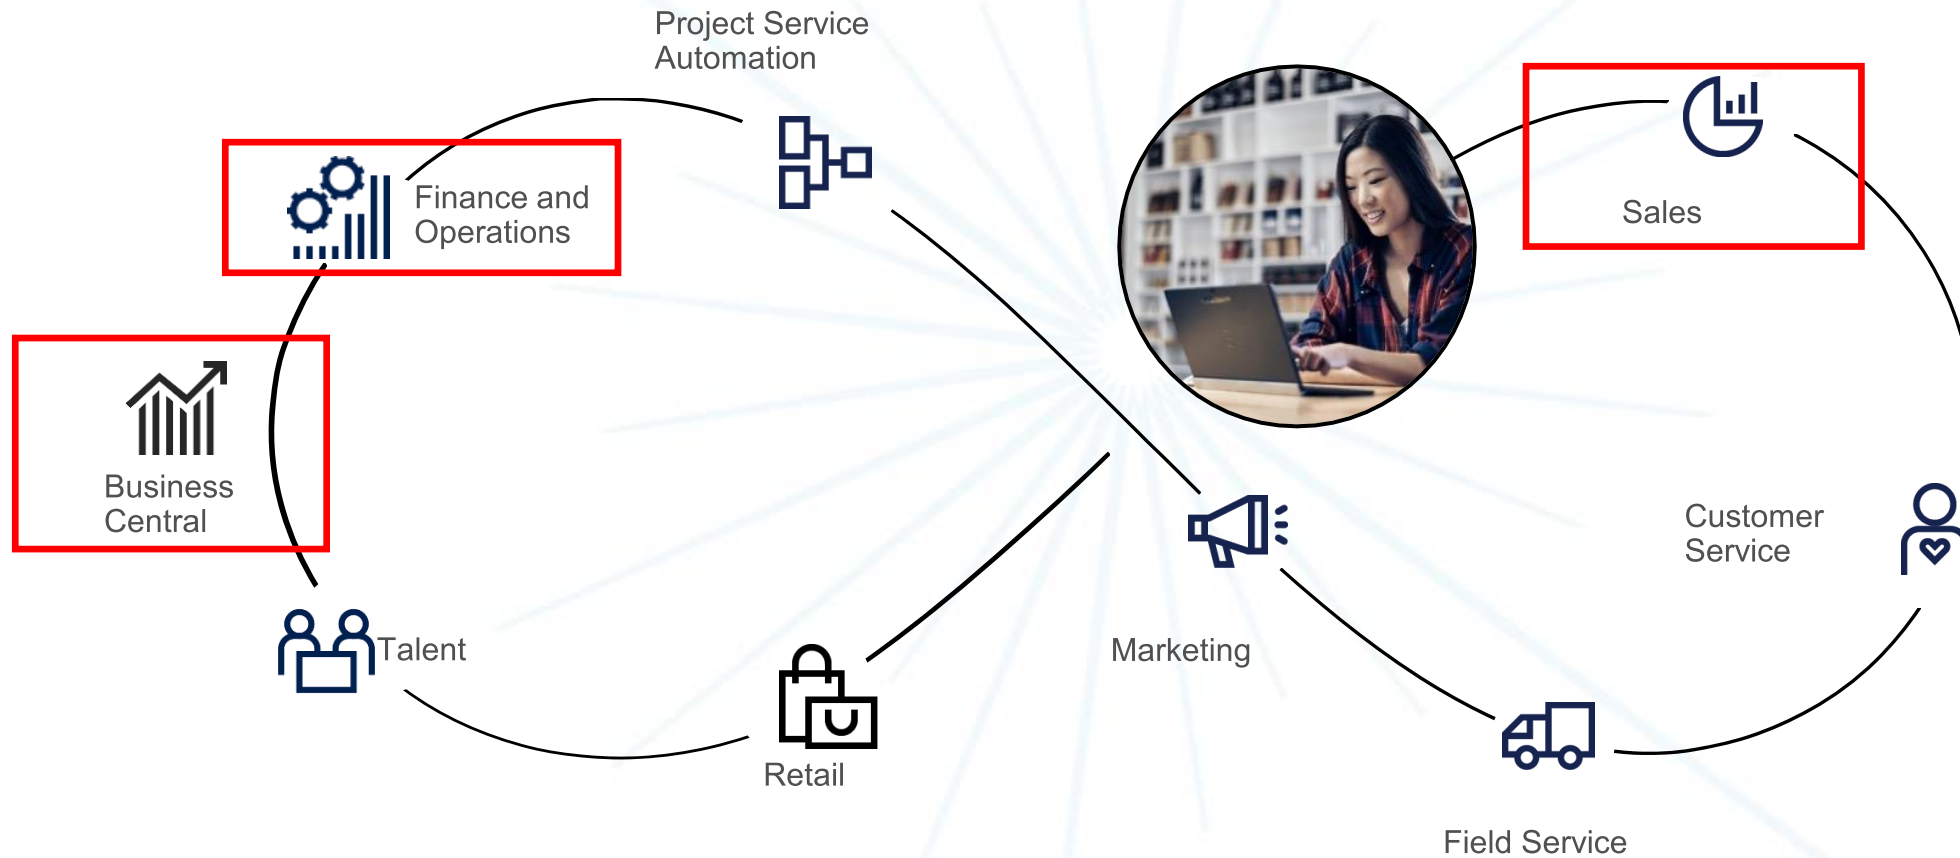 Project Service
Automation
Finance and
Operations
Sales
Business
Central
Customer
Service
Talent
Marketing
Retail
Field Service